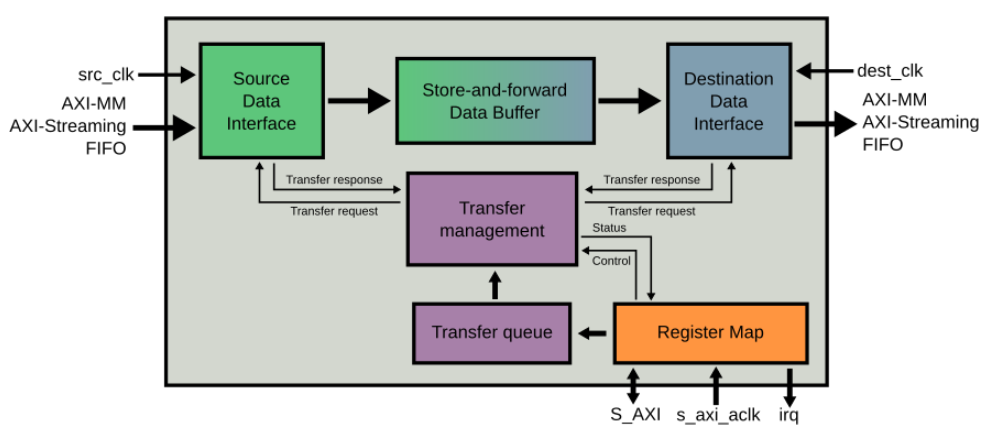 src_clk
AXI-MM
AXI-Streaming
FIFO
Source
Data
Interface
Store-and-forward
Data Buffer
Destination
Data
Interface
dest_clk
AXI-MM
AXI-Streaming
FIFO
Transfer response
Transfer request
Transfer
management
Transfer response
Transfer request
Status
Control
Transfer queue
Register Map
S_AXI
s_axi_aclk
irq